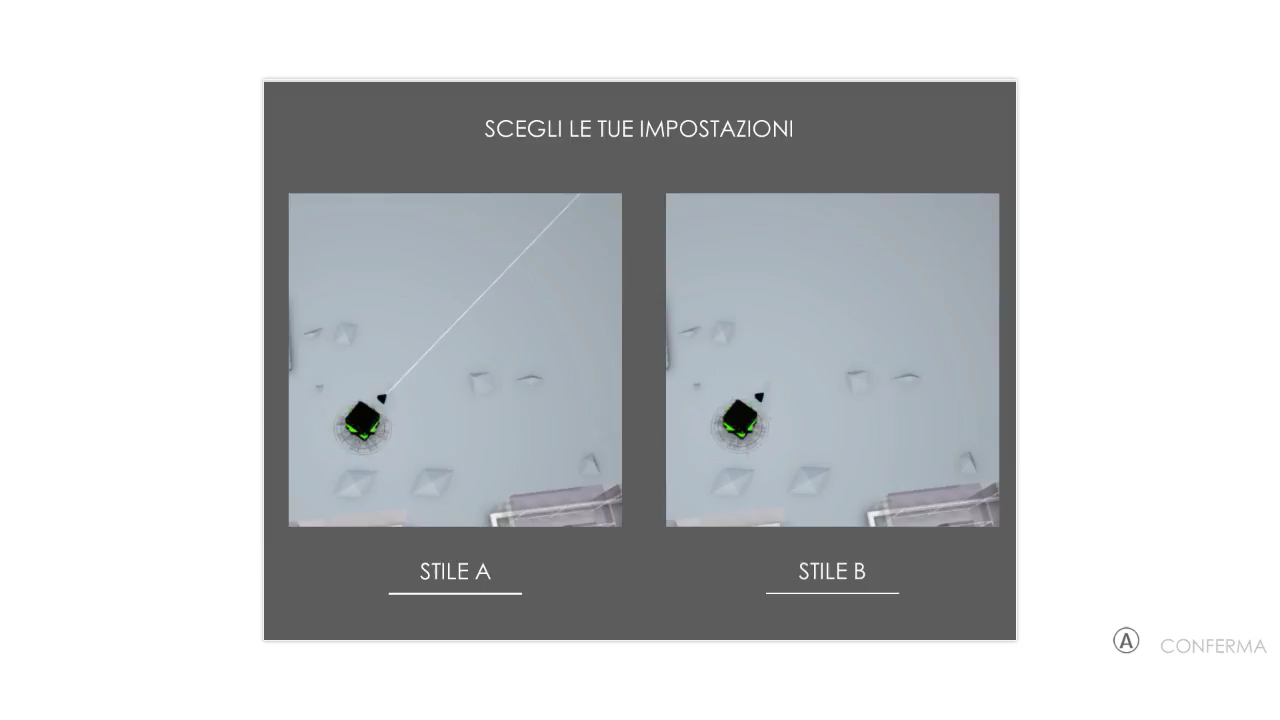 SCEGLI LE TUE IMPOSTAZIONI
STILE A
STILE B
A CONFERMA